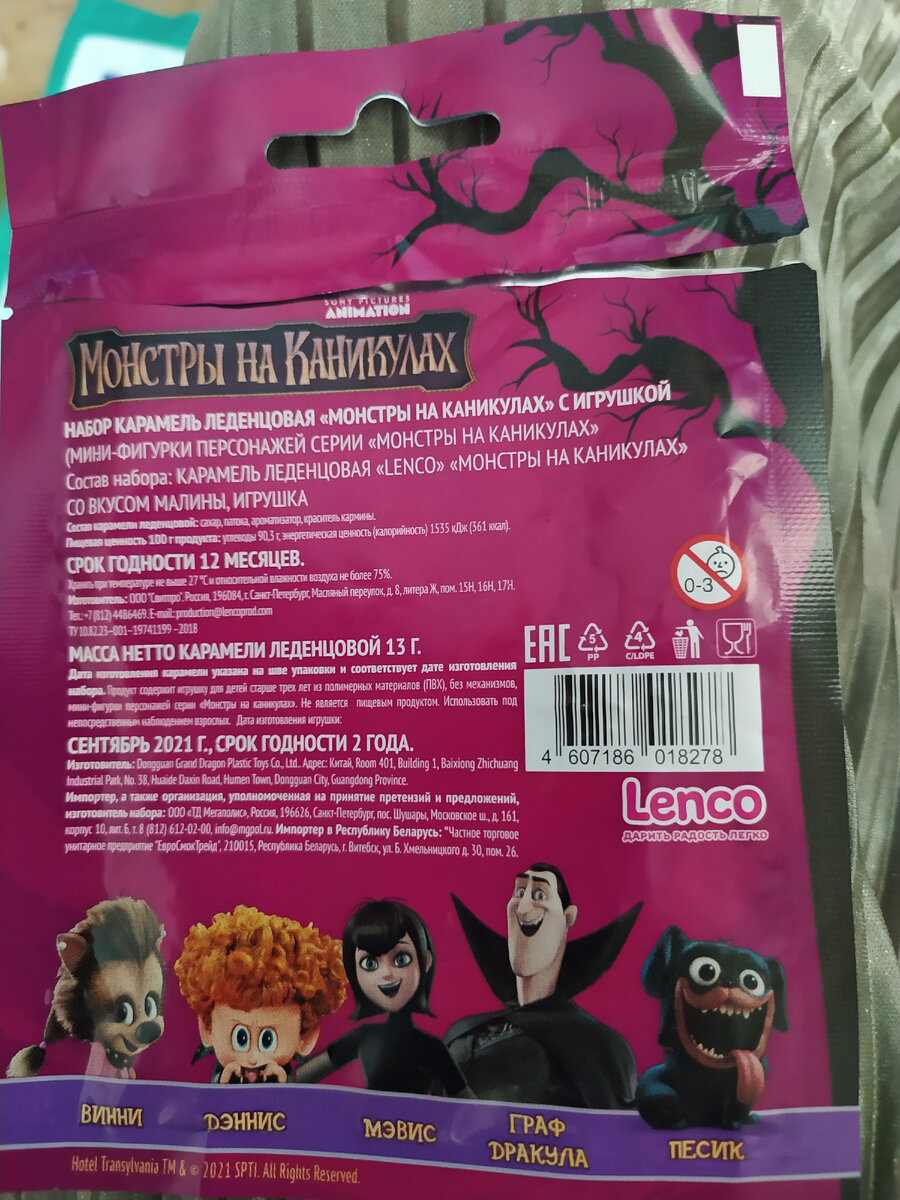 SONY PICTURES
ANIMATION
МОНСТРЫ НА КАНИКУЛАХ
НАБОР КАРАМЕЛЬ ЛЕДЕНЦОВАЯ «МОНСТРЫ НА КАНИКУЛАХ» С ИГРУШКОЙ
(МИНИ-ФИГУРКИ ПЕРСОНАЖЕЙ СЕРИИ «МОНСТРЫ НА КАНИКУЛАХ»
Состав набора: КАРАМЕЛЬ ЛЕДЕНЦОВАЯ «LENCO» «МОНСТРЫ НА КАНИКУЛАХ»
СО ВКУСОМ МАЛИНЫ, ИГРУШКА
Состав карамели леденцовой: сахар, патока, ароматизатор, краситель кармины.
Пищевая ценность 100 г продукта: углеводы 90,3 г, энергетическая ценность (калорийность) 1535 кДж (361 ккал).
СРОК ГОДНОСТИ 12 МЕСЯЦЕВ.
Хранить при температуре не выше 27 °C и относительной влажности воздуха не более 75%.
Изготовитель: ООО "Свитпро". Россия, 196084, г. Санкт-Петербург, Масляный переулок, д. 8, литера Ж, пом. 15Н, 16Н, 17Н.
Тел.: +7 (812) 4486469. E-mail: production@lencoprod.com
ТУ 10.82.23-001-19741199-2018
МАССА НЕТТО КАРАМЕЛИ ЛЕДЕНЦОВОЙ 13 Г.
Дата изготовления карамели указана на шве упаковки и соответствует дате изготовления
набора. Продукт содержит игрушку для детей старше трех лет из полимерных материалов (ПВХ), без механизмов,
мини-фигурки персонажей серии «Монстры на каникулах». Не является пищевым продуктом. Использовать под
непосредственным наблюдением взрослых. Дата изготовления игрушки:
СЕНТЯБРЬ 2021 Г., СРОК ГОДНОСТИ 2 ГОДА.
Изготовитель: Dongguan Grand Dragon Plastic Toys Co., Ltd. Адрес: Китай, Room 401, Building 1, Baixiong Zhichuang
Industrial Park, No. 38, Huaide Daxin Road, Humen Town, Dongguan City, Guangdong Province.
Импортер, а также организация, уполномоченная на принятие претензий и предложений,
изготовитель набора: ООО «ТД Мегаполис», Россия, 196626, Санкт-Петербург, пос. Шушары, Московское ш., д. 161,
корпус 10, лит. Б, т. 8 (812) 612-02-00, info@mgpol.ru. Импортер в Республику Беларусь: "Частное торговое
унитарное предприятие "ЕвроСмокТрейд", 210015, Республика Беларусь, г. Витебск, ул. Б. Хмельницкого д. 30, пом. 26.
0-3
EAC
5
PP
4
C/LDPE
4 607186 018278
Lenco
ДАРИТЬ РАДОСТЬ ЛЕГКО
ВИННИ
ДЭННИС
МЭВИС
ГРАФ
ДРАКУЛА
ПЕСИК
Hotel Transylvania TM & © 2021 SPTI. All Rights Reserved.